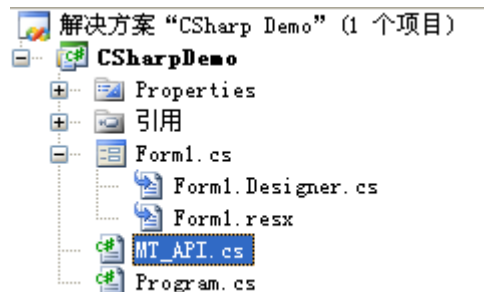 解决方案“CSharp Demo”(1 个项目)
CSharpDemo
Properties
引用
Form1.cs
Form1.Designer.cs
Form1.resx
MT_API.cs
Program.cs